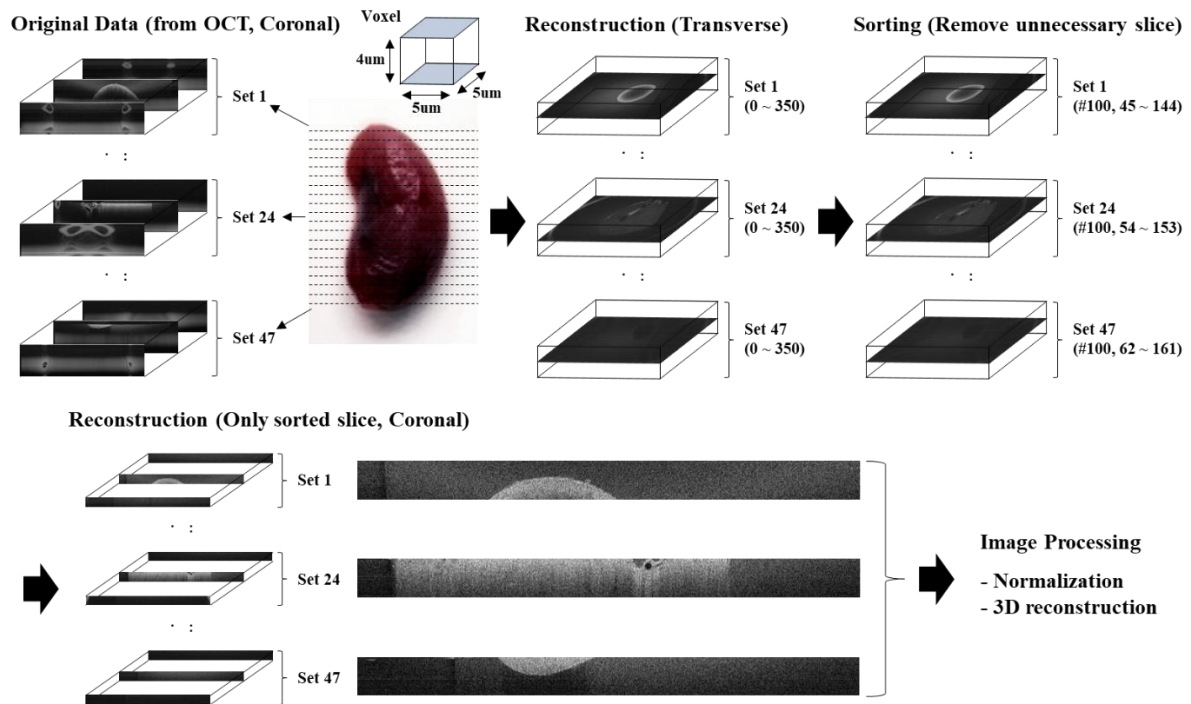 Original Data (from OCT, Coronal)
Voxel
4um
5um
5um
Set 1
Set 24
Set 47
Reconstruction (Transverse)
Set 1
(0 ~ 350)
Set 24
(0 ~ 350)
Set 47
(0 ~ 350)
Sorting (Remove unnecessary slice)
Set 1
(#100, 45 ~ 144)
Set 24
(#100, 54 ~ 153)
Set 47
(#100, 62 ~ 161)
Reconstruction (Only sorted slice, Coronal)
Set 1
Set 24
Set 47
Image Processing
- Normalization
- 3D reconstruction